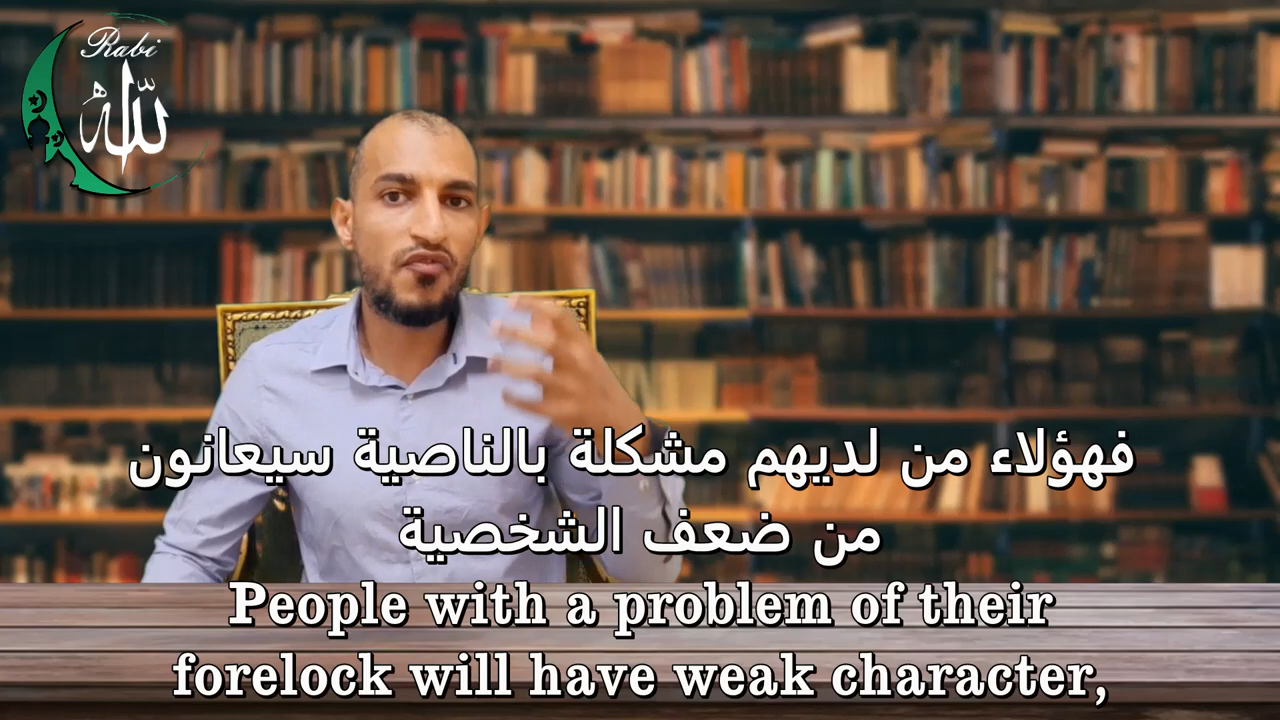 Rabi
الله
فهؤلاء من لديهم مشكلة بالناصية سيعانون
من ضعف الشخصية
People with a problem of their
forelock will have weak character,